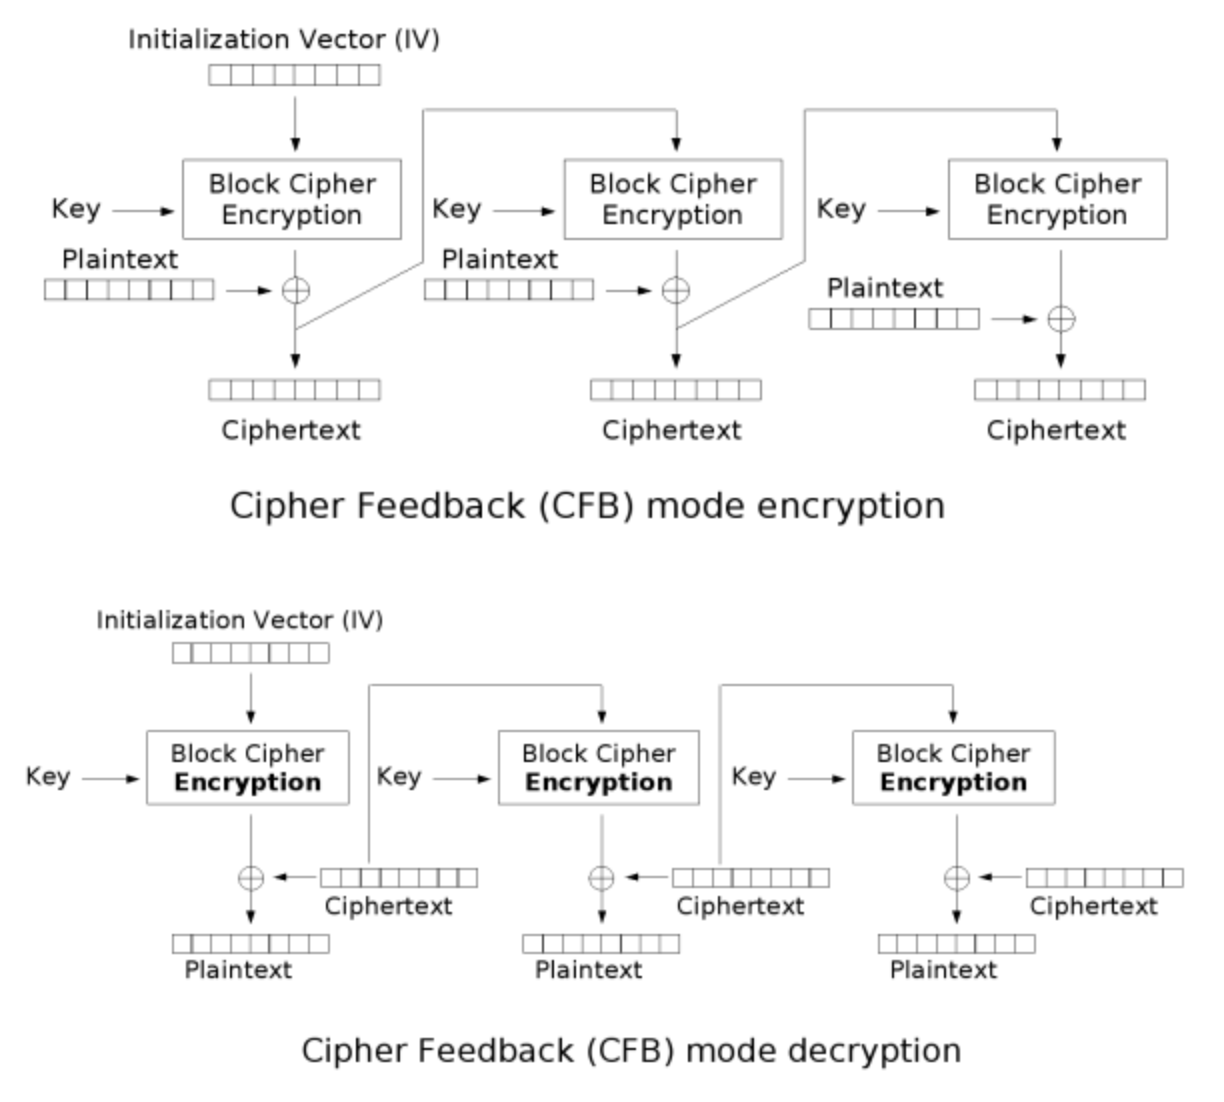 Initialization Vector (IV)
Block Cipher
Encryption
Key
Plaintext
Ciphertext
Block Cipher
Encryption
Key
Plaintext
Ciphertext
Block Cipher
Encryption
Key
Plaintext
Ciphertext
Cipher Feedback (CFB) mode encryption
Initialization Vector (IV)
Block Cipher
Encryption
Key
Ciphertext
Plaintext
Block Cipher
Encryption
Key
Ciphertext
Plaintext
Block Cipher
Encryption
Key
Ciphertext
Plaintext
Cipher Feedback (CFB) mode decryption